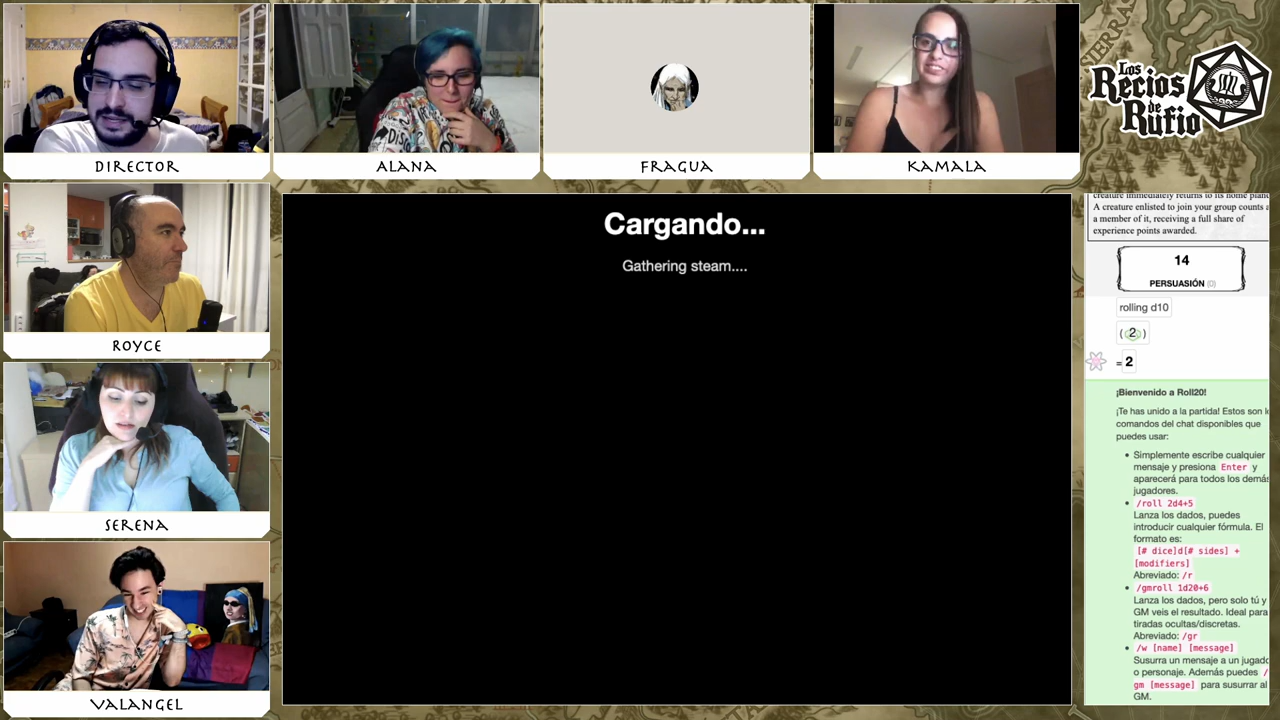 DIRECTOR
ALANA
FRAGUA
KAMALA
Los
Recios
de
Rufio
ROYCE
SERENA
VALANGEL
Cargando...
Gathering steam....
creature immediately returns to its home plane
A creature enlisted to join your group counts a
a member of it, receiving a full share of
experience points awarded.
14
PERSUASIÓN (0)
rolling d10
(2)
=2
¡Bienvenido a Roll20!
¡Te has unido a la partida! Estos son lo
comandos del chat disponibles que
puedes usar:
• Simplemente escribe cualquier
mensaje y presiona Enter y
aparecerá para todos los demás
jugadores.
• /roll 2d4+5
Lanza los dados, puedes
introducir cualquier fórmula. El
formato es:
[# dice]d[# sides] +
[modifiers]
Abreviado: /r
• /gmroll 1d20+6
Lanza los dados, pero solo tú y
GM veis el resultado. Ideal para
tiradas ocultas/discretas.
Abreviado: /gr
• /w [name] [message]
Susurra un mensaje a un jugado
o personaje. Además puedes /
gm [message] para susurrar al
GM.